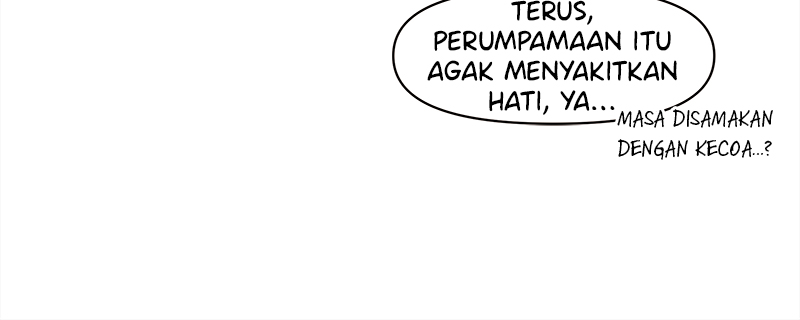 TERUS,
PERUMPAMAAN ITU
AGAK MENYAKITKAN
HATI, YA...
MASA DISAMAKAN
DENGAN KECOA...?